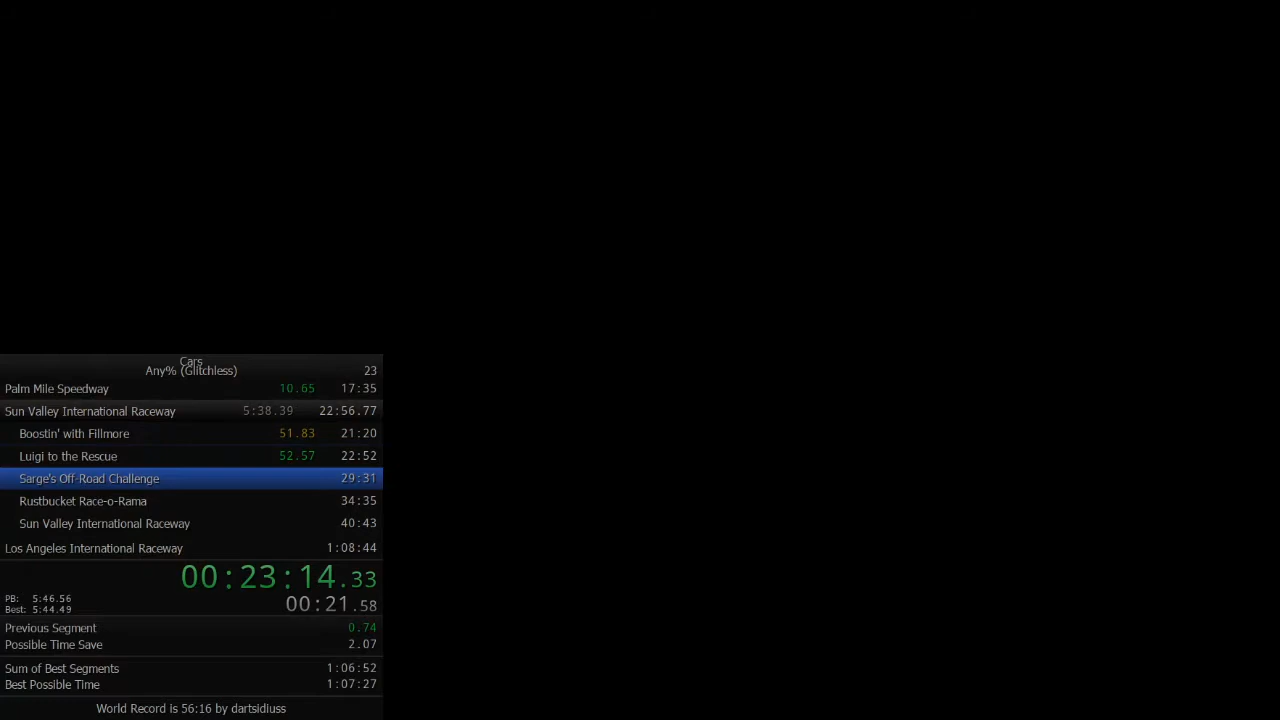 Cars
Any% (Glitchless) 23
Palm Mile Speedway 10.65 17:35
Sun Valley International Raceway 5:38.39 22:56.77
Boostin' with Fillmore 51.83 21:20
Luigi to the Rescue 52.57 22:52
Sarge's Off-Road Challenge 29:31
Rustbucket Race-o-Rama 34:35
Sun Valley International Raceway 40:43
Los Angeles International Raceway 1:08:44
00:23:14.33
PB: 5:46.56
Best: 5:44.49
00:21.58
Previous Segment 0.74
Possible Time Save 2.07
Sum of Best Segments 1:06:52
Best Possible Time 1:07:27
World Record is 56:16 by dartsidiuss